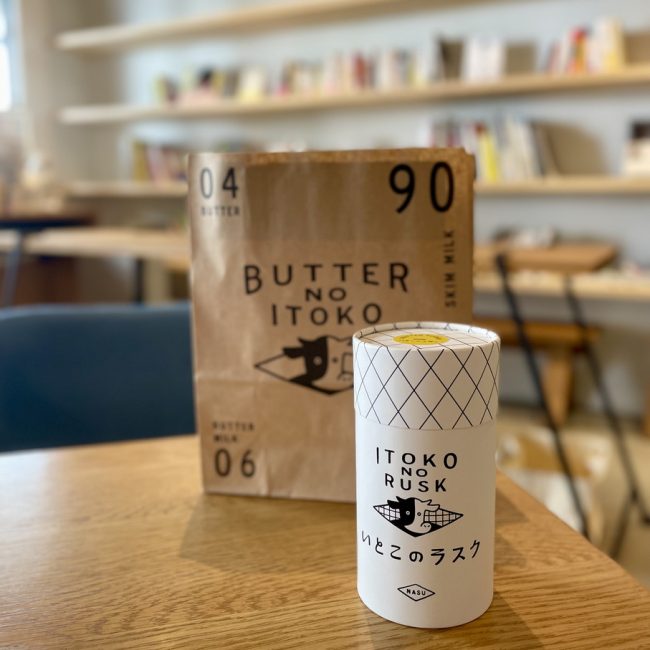 04
BUTTER
90
SKIM MILK
BUTTER
NO
ITOKO
BUTTER
MILK
06
ITOKO
NO
RUSK
いとこのラスク
NASU